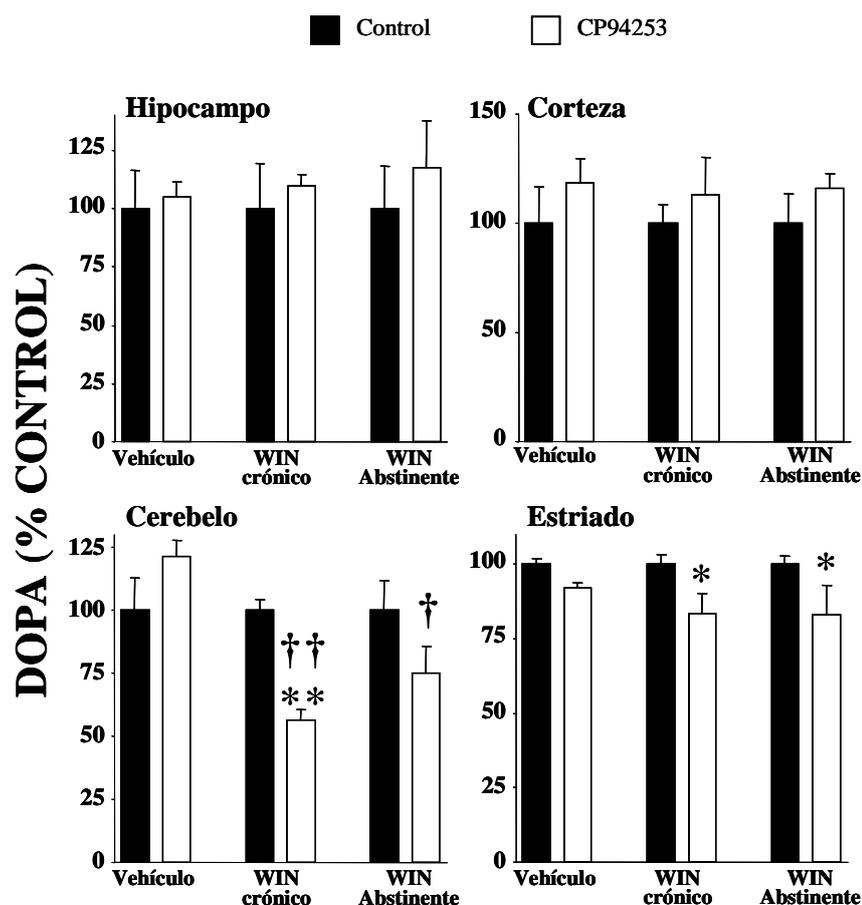 Control CP94253
DOPA (% CONTROL)
Hipocampo
125
100
75
50
25
0
Vehículo WIN crónico WIN Abstinente
Corteza
150
100
50
0
Vehículo WIN crónico WIN Abstinente
Cerebelo
125
100
75
50
25
0
††
**
†
Vehículo WIN crónico WIN Abstinente
Estriado
100
75
50
25
0
*
*
Vehículo WIN crónico WIN Abstinente